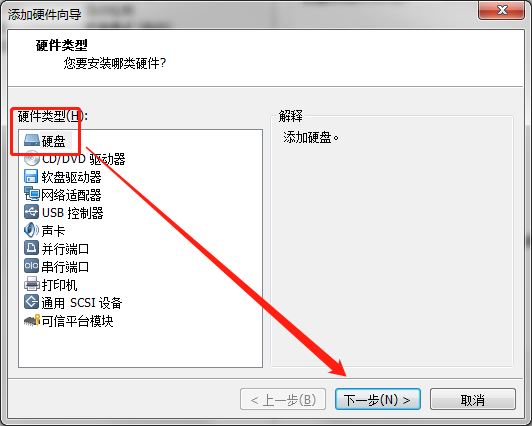 添加硬件向导
硬件类型
您要安装哪类硬件?
硬件类型(H):
硬盘
CD/DVD 驱动器
软盘驱动器
网络适配器
USB 控制器
声卡
并行端口
串行端口
打印机
通用 SCSI 设备
可信平台模块
解释
添加硬盘。
< 上一步(B)
下一步(N) >
取消